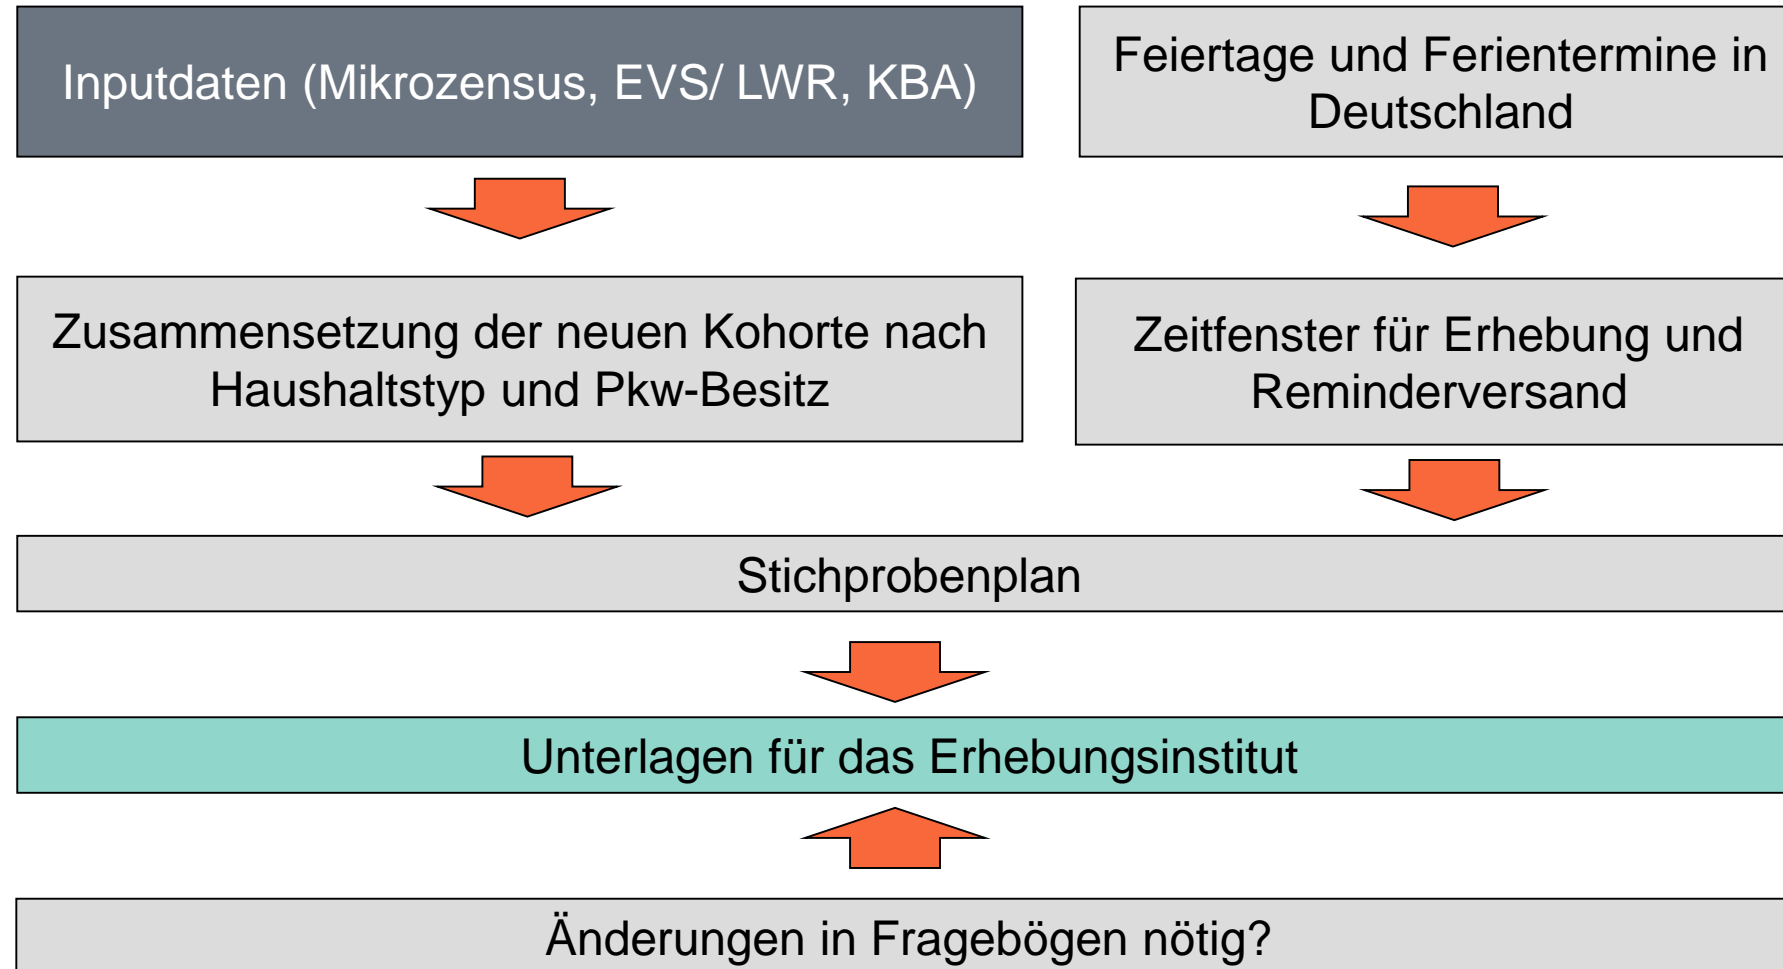 Inputdaten (Mikrozensus, EVS/ LWR, KBA)
Feiertage und Ferientermine in
Deutschland
Zusammensetzung der neuen Kohorte nach
Haushaltstyp und Pkw-Besitz
Zeitfenster für Erhebung und
Reminderversand
Stichprobenplan
Unterlagen für das Erhebungsinstitut
Änderungen in Fragebögen nötig?